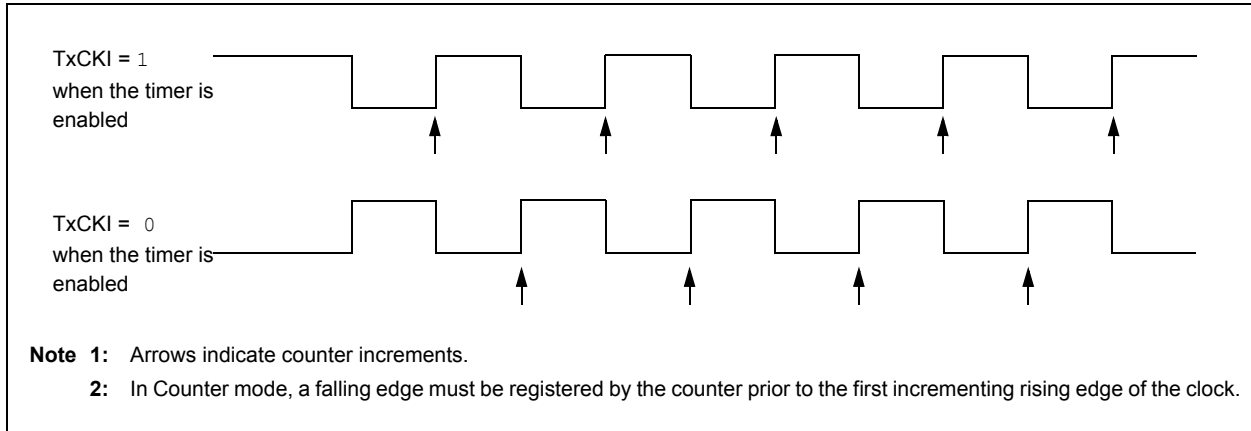 TxCKI = 1
when the timer is
enabled
TxCKI = 0
when the timer is
enabled
Note 1: Arrows indicate counter increments.
2: In Counter mode, a falling edge must be registered by the counter prior to the first incrementing rising edge of the clock.